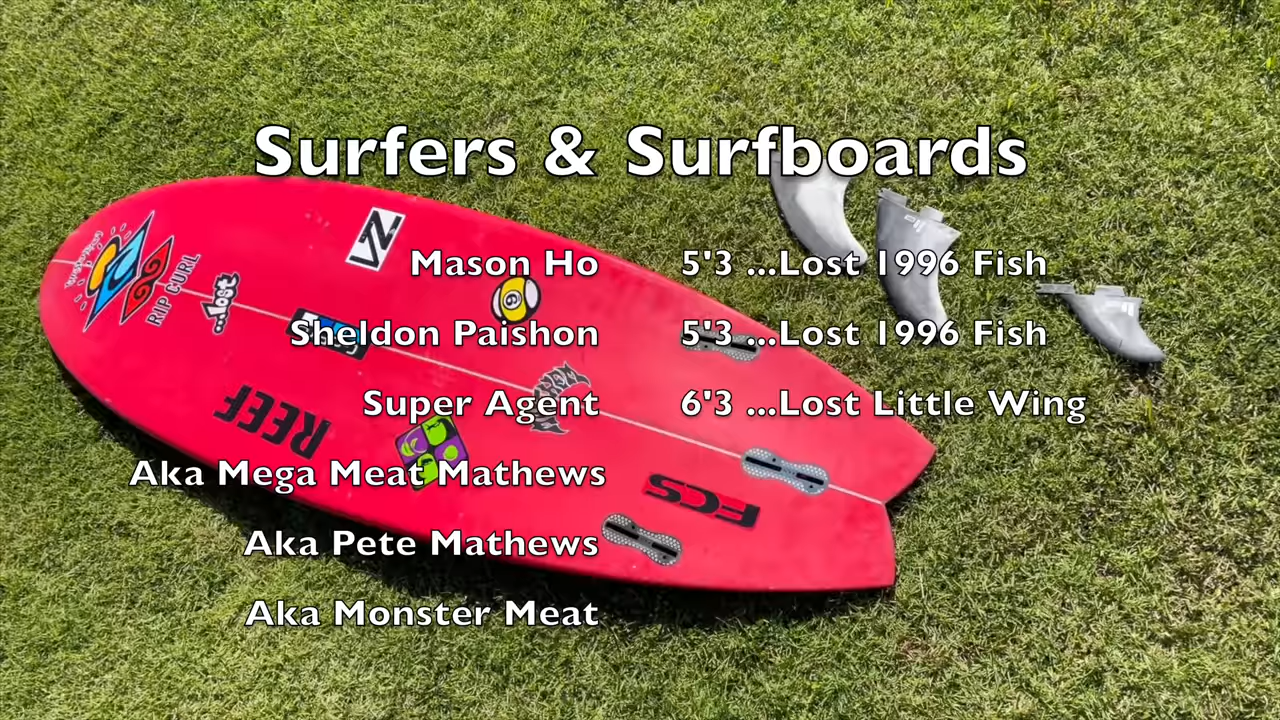 Surfers & Surfboards
Mason Ho 5'3 ...Lost 1996 Fish
Sheldon Paishon 5'3 ...Lost 1996 Fish
Super Agent 6'3 ...Lost Little Wing
Aka Mega Meat Mathews
Aka Pete Mathews
Aka Monster Meat
RIP CURL
...lost
VZ
6
REEF
FCS